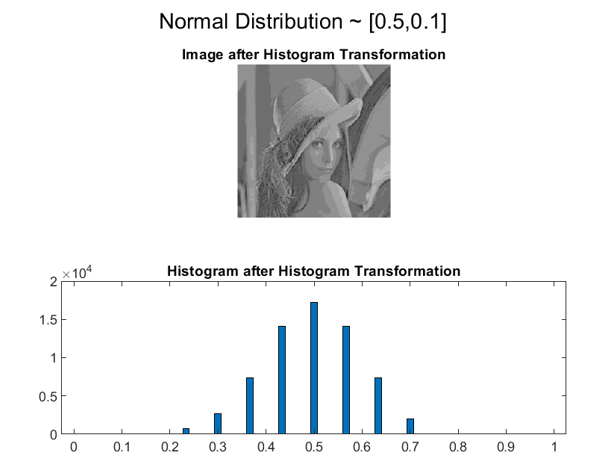 Normal Distribution ~ [0.5,0.1]
Image after Histogram Transformation
Histogram after Histogram Transformation
×10⁴
2
1.5
1
0.5
0
0 0.1 0.2 0.3 0.4 0.5 0.6 0.7 0.8 0.9 1